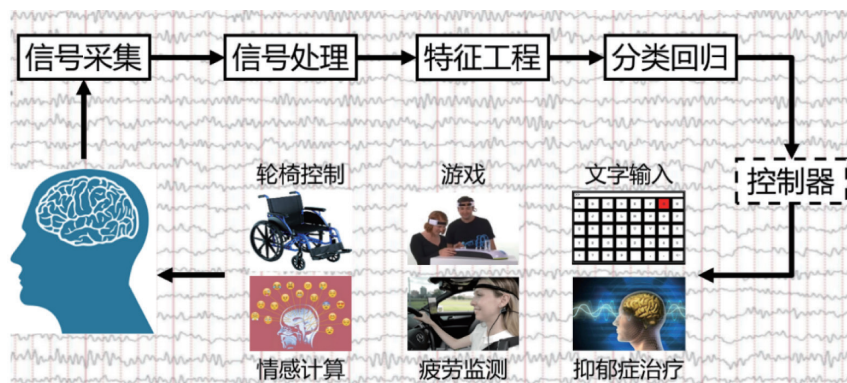 信号采集
信号处理
特征工程
分类回归
控制器
轮椅控制
游戏
文字输入
情感计算
疲劳监测
抑郁症治疗